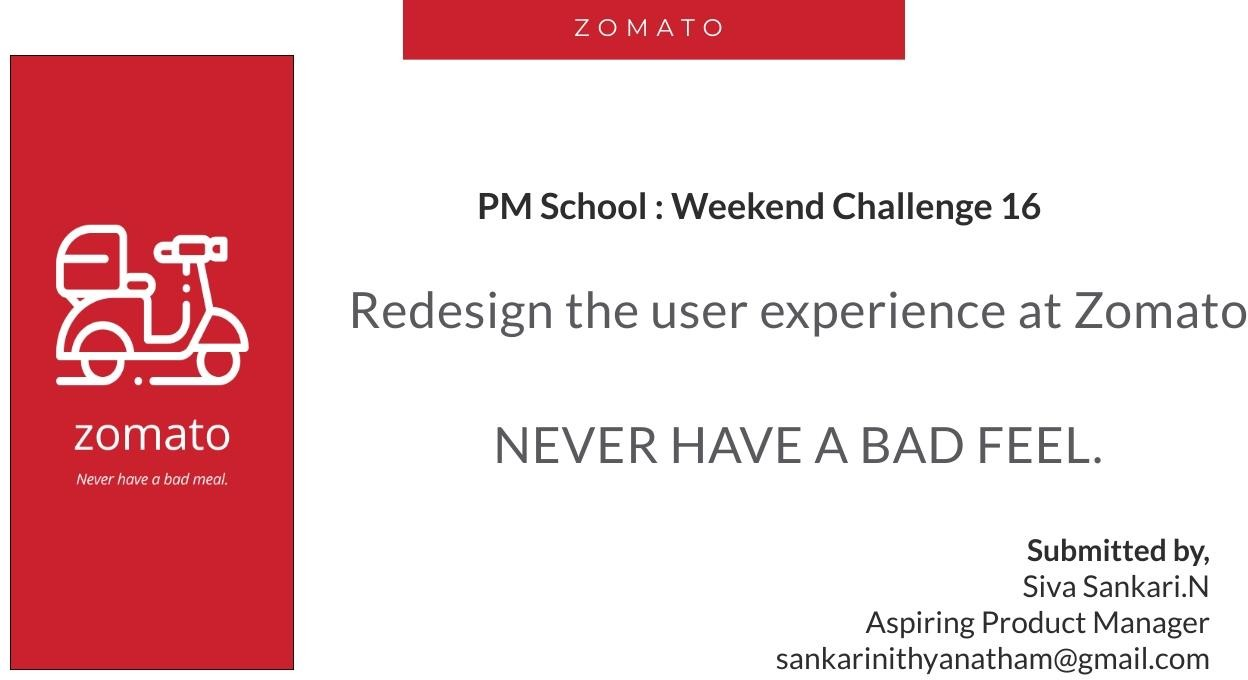 ZOMATO
zomato
Never have a bad meal.
PM School : Weekend Challenge 16
Redesign the user experience at Zomato
NEVER HAVE A BAD FEEL.
Submitted by,
Siva Sankari.N
Aspiring Product Manager
sankarinithyanatham@gmail.com